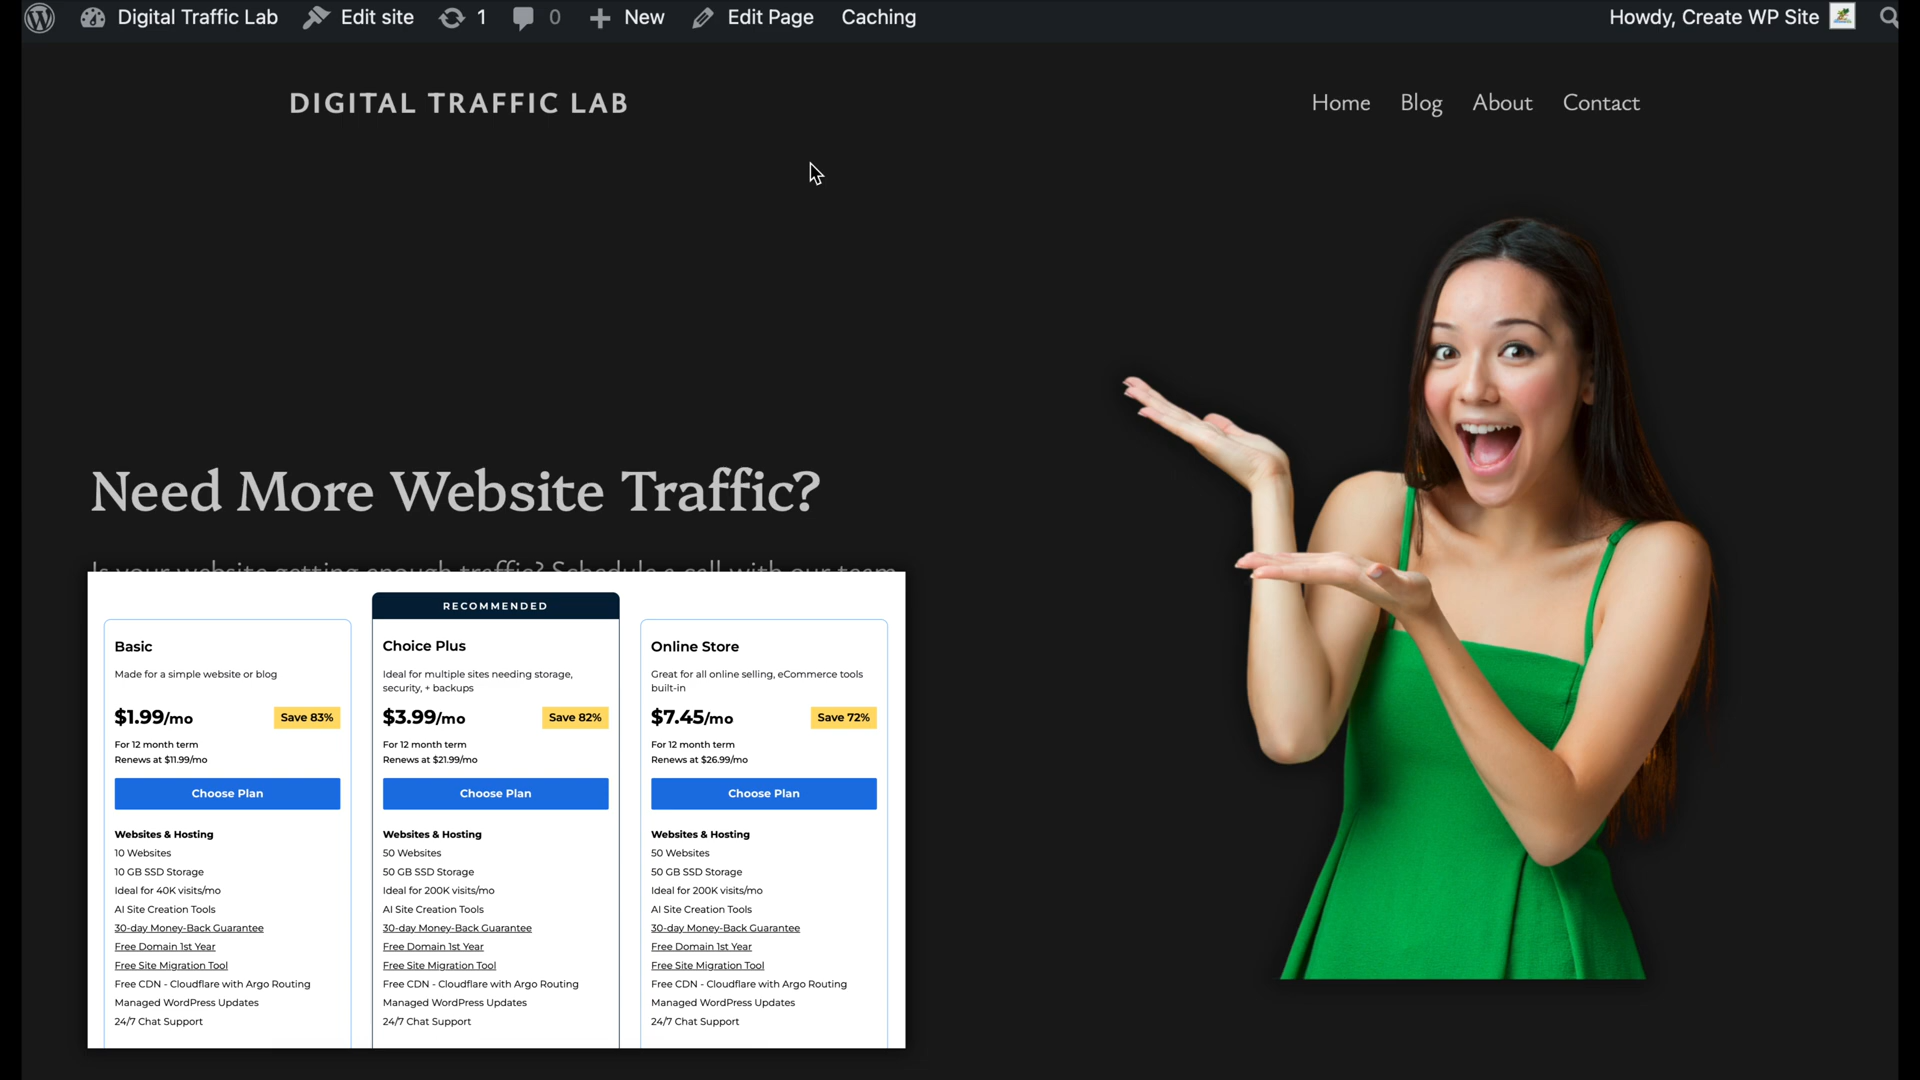 Digital Traffic Lab Edit site 1 0 New Edit Page Caching Howdy, Create WP Site
DIGITAL TRAFFIC LAB
Home Blog About Contact
Need More Website Traffic?
Is your website getting enough traffic? Schedule a call with our team
RECOMMENDED
Basic
Made for a simple website or blog
$1.99/mo Save 83%
For 12 month term
Renews at $11.99/mo
Choose Plan
Websites & Hosting
10 Websites
10 GB SSD Storage
Ideal for 40K visits/mo
AI Site Creation Tools
30-day Money-Back Guarantee
Free Domain 1st Year
Free Site Migration Tool
Free CDN - Cloudflare with Argo Routing
Managed WordPress Updates
24/7 Chat Support
Choice Plus
Ideal for multiple sites needing storage,
security, + backups
$3.99/mo Save 82%
For 12 month term
Renews at $21.99/mo
Choose Plan
Websites & Hosting
50 Websites
50 GB SSD Storage
Ideal for 200K visits/mo
AI Site Creation Tools
30-day Money-Back Guarantee
Free Domain 1st Year
Free Site Migration Tool
Free CDN - Cloudflare with Argo Routing
Managed WordPress Updates
24/7 Chat Support
Online Store
Great for all online selling, eCommerce tools
built-in
$7.45/mo Save 72%
For 12 month term
Renews at $26.99/mo
Choose Plan
Websites & Hosting
50 Websites
50 GB SSD Storage
Ideal for 200K visits/mo
AI Site Creation Tools
30-day Money-Back Guarantee
Free Domain 1st Year
Free Site Migration Tool
Free CDN - Cloudflare with Argo Routing
Managed WordPress Updates
24/7 Chat Support